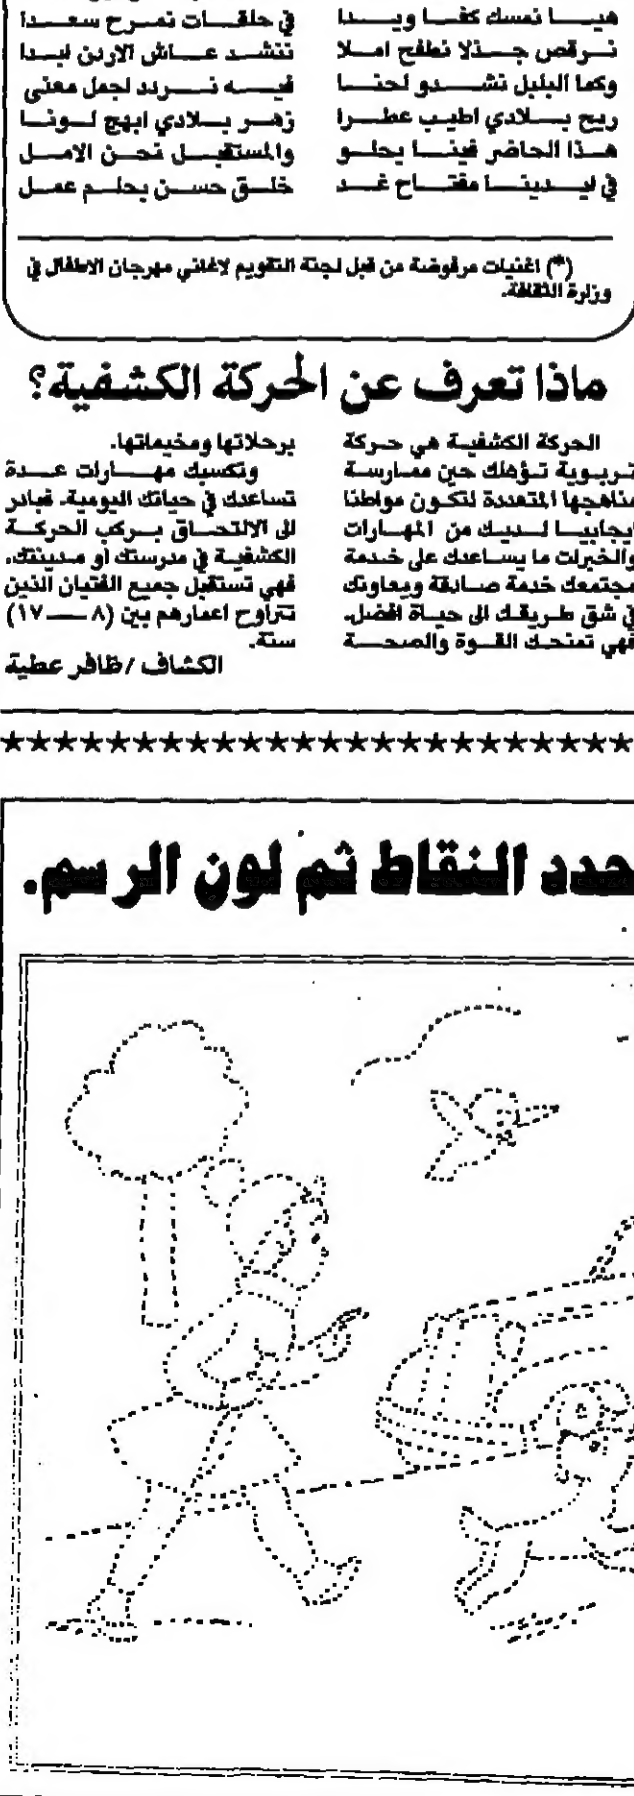 هيا نمسك كفا ويدا    في حلقات نمرح سعدا
نرقص جذلا نطفح املا    ننشد عاش الاردن ابدا
وكما البلبل نشدو لحنا    فيه نردد اجمل معنى
ريح بلادي اطيب عطرا    زهر بلادي ابهج لونا
هذا الحاضر فينا يحلو    والمستقبل نحن الامل
في ايدينا مفتاح غد    خلق حسن بحلم عمل
(*) اغنيات مرفوضة من قبل لجنة التقويم لاغاني مهرجان الاطفال في
وزارة الثقافة.
ماذا تعرف عن الحركة الكشفية؟
الحركة الكشفية هي حركة
تربوية تؤهلك حين ممارسة
مناهجها المتعددة لتكون مواطنا
ايجابيا لديك من المهارات
والخبرات ما يساعدك على خدمة
مجتمعك خدمة صادقة ويعاونك
في شق طريقك الى حياة افضل.
فهي تمنحك القوة والصحة
برحلاتها ومخيماتها.
وتكسبك مهارات عدة
تساعدك في حياتك اليومية. فبادر
الى الالتحاق بركب الحركة
الكشفية في مدرستك أو مدينتك.
فهي تستقبل جميع الفتيان الذين
تتراوح اعمارهم بين (٨ — ١٧)
سنة.
الكشاف / ظافر عطية
★★★★★★★★★★★★★★★★★★★★★★★★
حدد النقاط ثم لون الرسم.